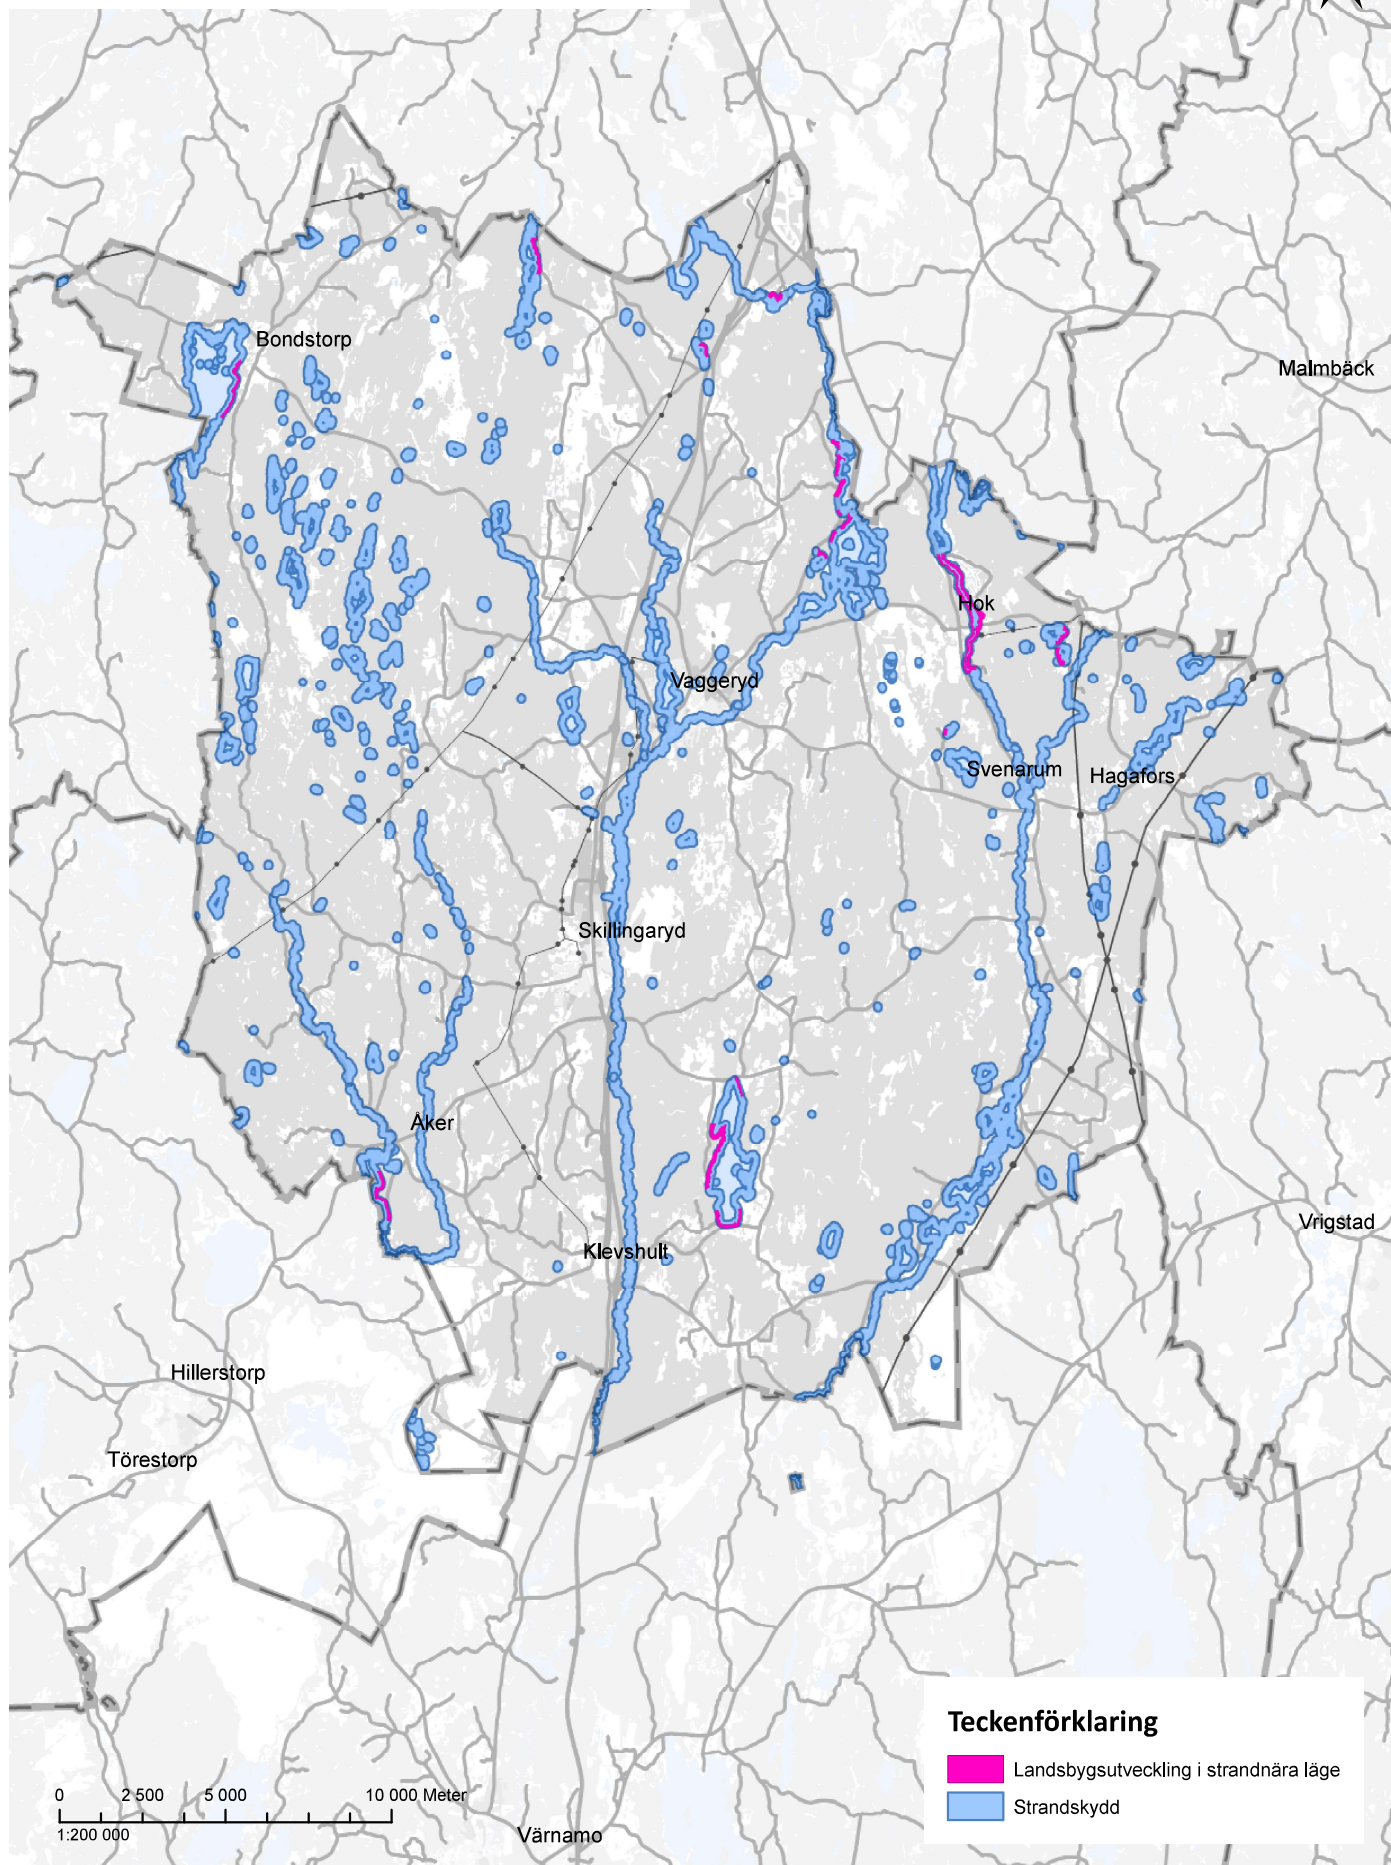 Bondstorp
Malmbäck
Hok
Vaggeryd
Svenarum
Hagafors
Skillingaryd
Åker
Vrigstad
Klevshult
Hillerstorp
Törestorp
Teckenförklaring
Landsbygsutveckling i strandnära läge
Strandskydd
0 2 500 5 000 10 000 Meter
1:200 000
Värnamo